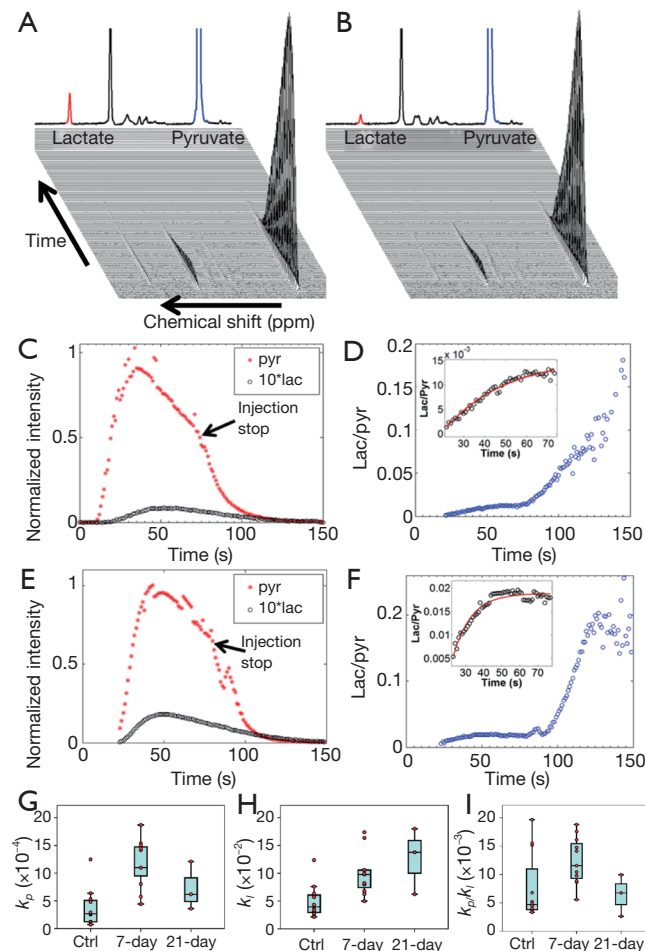 A
B
Lactate
Pyruvate
Lactate
Pyruvate
Time
Chemical shift (ppm)
C
Normalized intensity
1
0.5
0
0
50
100
150
Time (s)
pyr
10*lac
Injection stop
D
Lac/pyr
0.2
0.15
0.1
0.05
0
0
50
100
150
Time (s)
× 10⁻³
Lac/Pyr
15
10
5
0
20
30
40
50
60
70
Time (s)
E
Normalized intensity
1
0.5
0
0
50
100
150
Time (s)
pyr
10*lac
Injection stop
F
Lac/pyr
0.2
0.1
0
0
50
100
150
Time (s)
Lac/Pyr
0.02
0.015
0.01
0.005
30
40
50
60
70
Time (s)
G
kₚ (×10⁻⁴)
20
15
10
5
0
Ctrl
7-day
21-day
H
kₗ (×10⁻²)
20
15
10
5
0
Ctrl
7-day
21-day
I
kₚ/kₗ (×10⁻³)
20
15
10
5
0
Ctrl
7-day
21-day